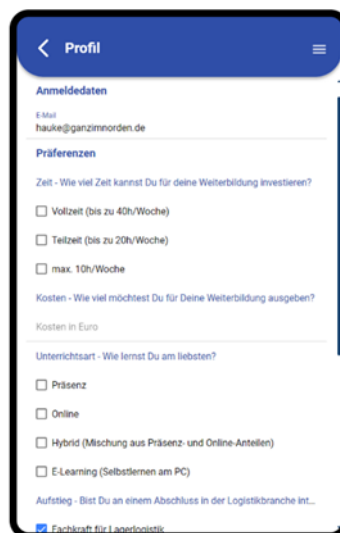 Profil
Anmeldedaten
E-Mail
hauke@ganzimnorden.de
Präferenzen
Zeit - Wie viel Zeit kannst Du für deine Weiterbildung investieren?
Vollzeit (bis zu 40h/Woche)
Teilzeit (bis zu 20h/Woche)
max. 10h/Woche
Kosten - Wie viel möchtest Du für Deine Weiterbildung ausgeben?
Kosten in Euro
Unterrichtsart - Wie lernst Du am liebsten?
Präsenz
Online
Hybrid (Mischung aus Präsenz- und Online-Anteilen)
E-Learning (Selbstlernen am PC)
Aufstieg - Bist Du an einem Abschluss in der Logistikbranche int...
Fachkraft für Lagerlogistik